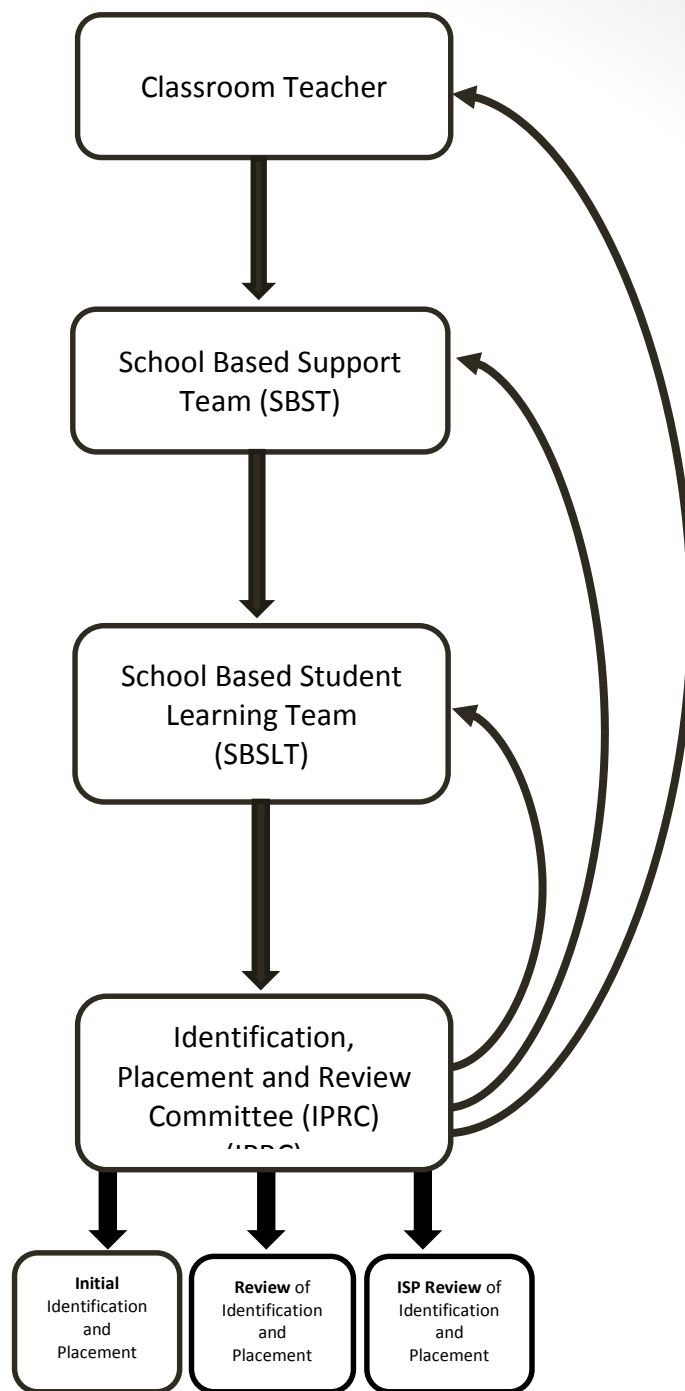 Classroom Teacher
School Based Support
Team (SBST)
School Based Student
Learning Team
(SBSLT)
Identification,
Placement and Review
Committee (IPRC)
(IPRC)
Initial
Identification
and
Placement
Review of
Identification
and
Placement
ISP Review of
Identification
and
Placement